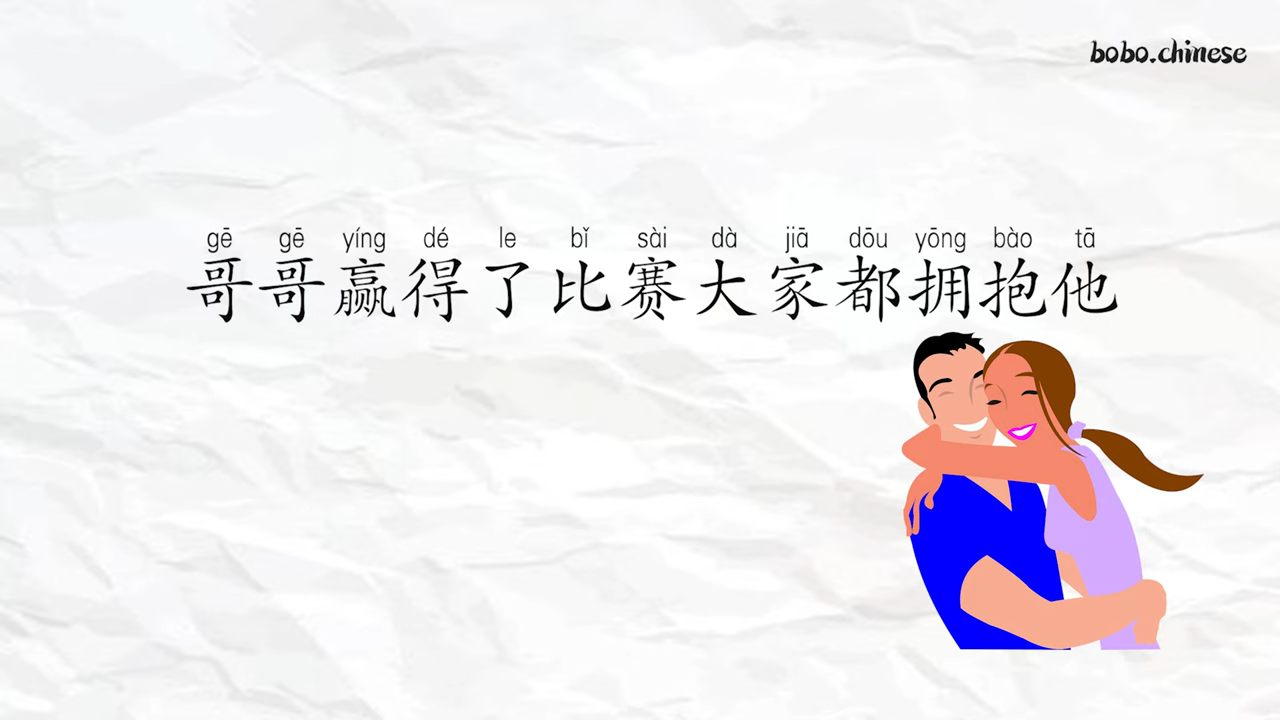 bobo.chinese
gē gē yíng dé le bǐ sài dà jiā dōu yōng bào tā
哥哥赢得了比赛大家都拥抱他